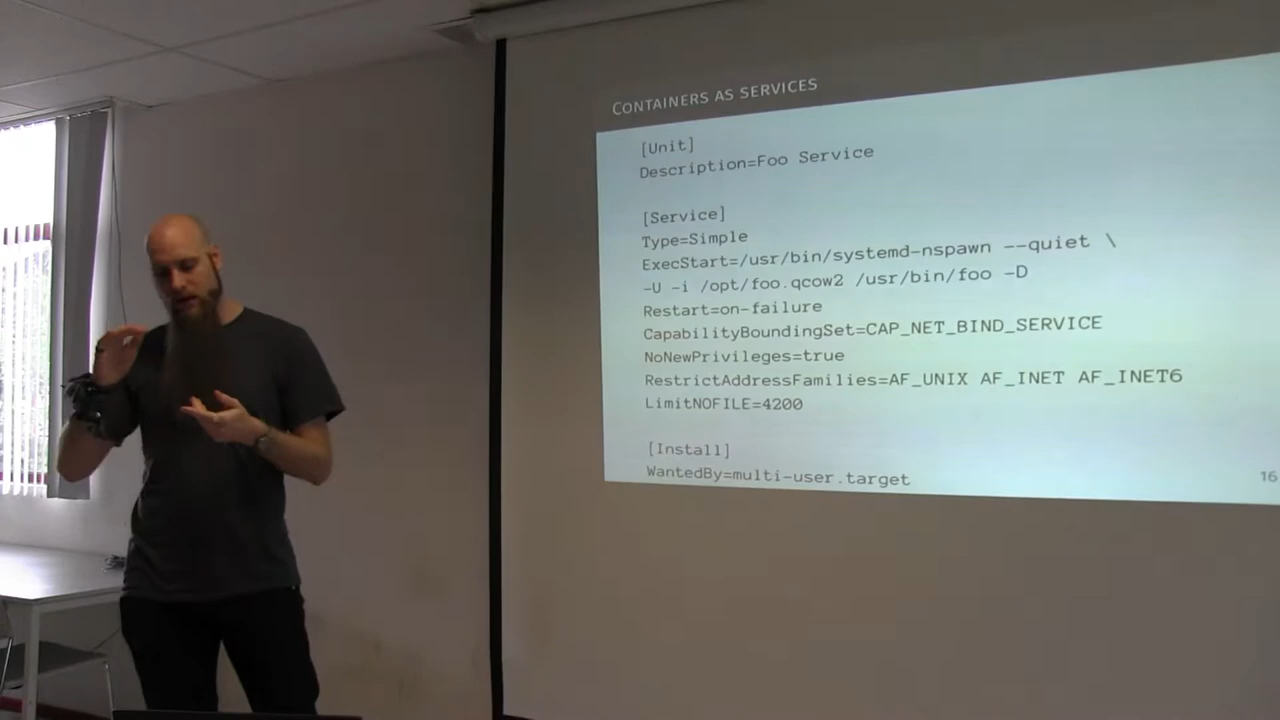 CONTAINERS AS SERVICES
[Unit]
Description=Foo Service
[Service]
Type=Simple
ExecStart=/usr/bin/systemd-nspawn --quiet \
-U -i /opt/foo.qcow2 /usr/bin/foo -D
Restart=on-failure
CapabilityBoundingSet=CAP_NET_BIND_SERVICE
NoNewPrivileges=true
RestrictAddressFamilies=AF_UNIX AF_INET AF_INET6
LimitNOFILE=4200
[Install]
WantedBy=multi-user.target
16